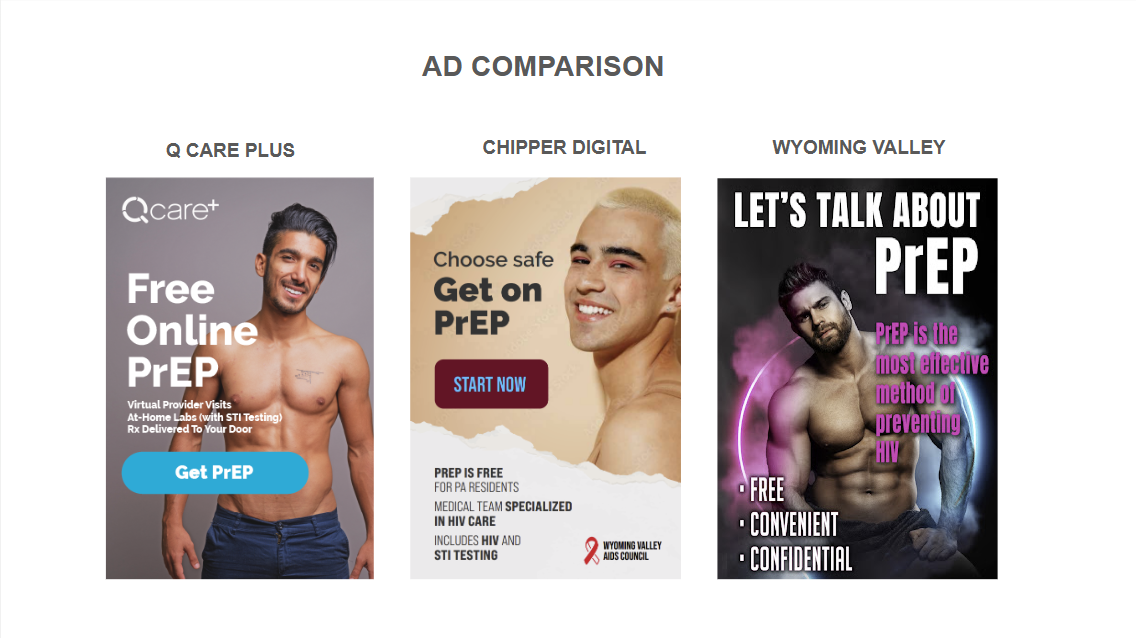 AD COMPARISON
Q CARE PLUS
CHIPPER DIGITAL
WYOMING VALLEY
Qcare+
Free
Online
PrEP
Virtual Provider Visits
At-Home Labs (with STI Testing)
Rx Delivered To Your Door
Get PrEP
Choose safe
Get on
PrEP
START NOW
PREP IS FREE
FOR PA RESIDENTS
MEDICAL TEAM SPECIALIZED
IN HIV CARE
INCLUDES HIV AND
STI TESTING
WYOMING VALLEY
AIDS COUNCIL
LET'S TALK ABOUT
PrEP
PrEP is the
most effective
method of
preventing
HIV
• FREE
• CONVENIENT
• CONFIDENTIAL